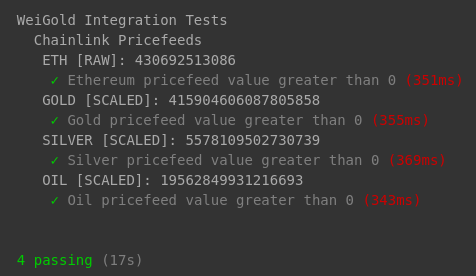 WeiGold Integration Tests
Chainlink Pricefeeds
ETH [RAW]: 430692513086
✓ Ethereum pricefeed value greater than 0 (351ms)
GOLD [SCALED]: 415904606087805858
✓ Gold pricefeed value greater than 0 (355ms)
SILVER [SCALED]: 5578109502730739
✓ Silver pricefeed value greater than 0 (369ms)
OIL [SCALED]: 19562849931216693
✓ Oil pricefeed value greater than 0 (343ms)
4 passing (17s)